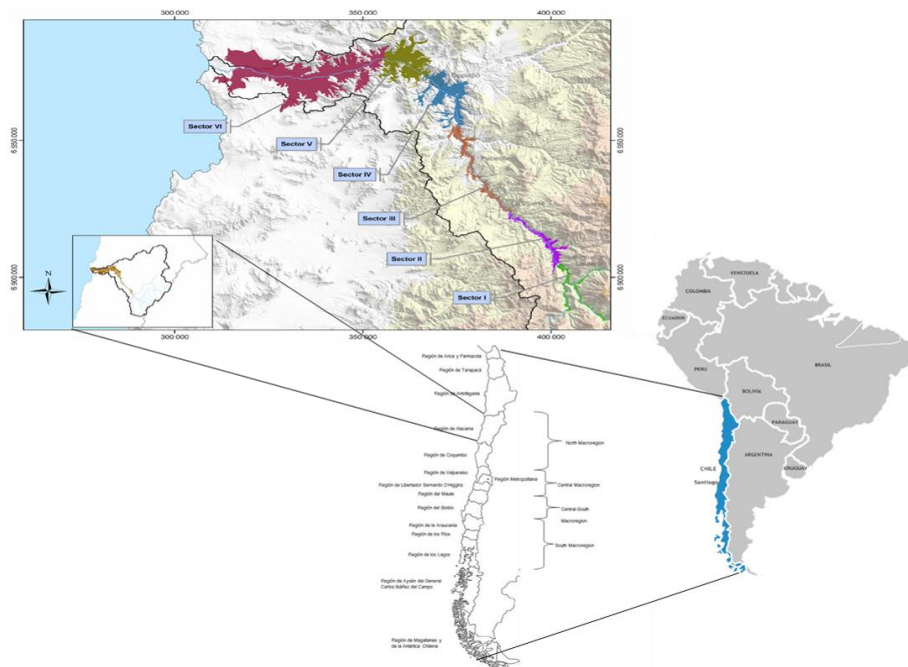 300 000
350 000
400 000
Copiapo
Sector VI
Sector V
Sector IV
Sector III
Sector II
Sector I
6 950 000
6 900 000
N
300 000
350 000
400 000
VENEZUELA
COLOMBIA
ECUADOR
PERU
BRASIL
BOLIVIA
PARAGUAY
ARGENTINA
URUGUAY
CHILE
Santiago
Región de Arica y Parinacota
Región de Tarapacá
Región de Antofagasta
Región de Atacama
Región de Coquimbo
Región de Valparaíso
Región Metropolitana
Región de Libertador Bernardo O'Higgins
Región del Maule
Región del Biobío
Región de la Araucanía
Región de los Ríos
Región de los Lagos
Región de Aysén del General
Carlos Ibáñez del Campo
Región de Magallanes y
de la Antártica Chilena
North Macroregion
Central Macroregion
Central-South
Macroregion
South Macroregion